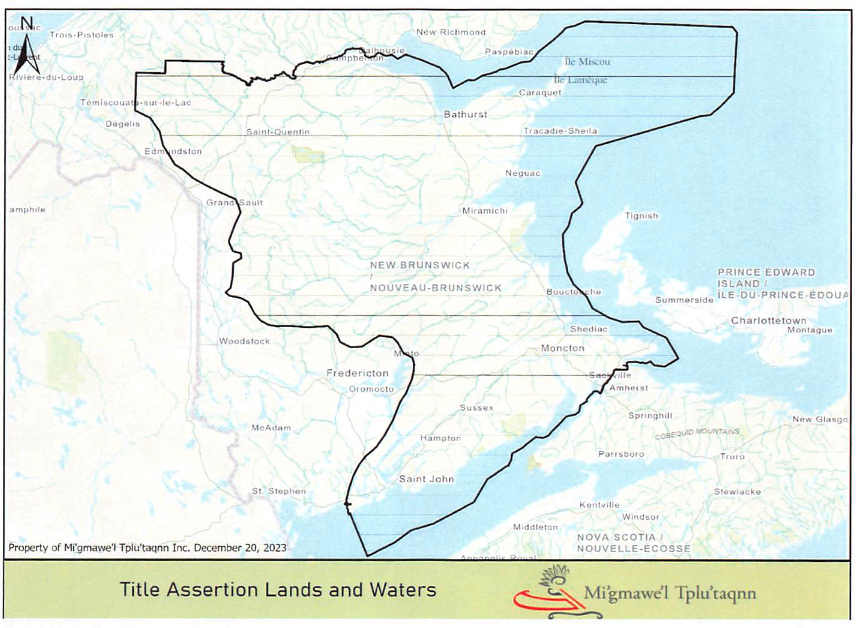 N
Trois-Pistoles
New Richmond
Dalhousie
Campbellton
Paspébiac
Île Miscou
Rivière-du-Loup
Île Lamèque
Caraquet
Témiscouata-sur-le-Lac
Bathurst
Dégelis
Saint-Quentin
Tracadie-Sheila
Edmundston
Neguac
Grand Sault
amphile
Miramichi
Tignish
NEW BRUNSWICK
/
NOUVEAU-BRUNSWICK
PRINCE EDWARD
ISLAND /
ÎLE-DU-PRINCE-ÉDOUA
Bouctouche
Summerside
Charlottetown
Montague
Shediac
Woodstock
Minto
Moncton
Fredericton
Sackville
Oromocto
Amherst
Sussex
Springhill
New Glasgo
McAdam
Hampton
COBEQUID MOUNTAINS
Parrsboro
Truro
Saint John
St. Stephen
Stewiacke
Kentville
Windsor
Middleton
NOVA SCOTIA /
NOUVELLE-ÉCOSSE
Annapolis Royal
Property of Mi'gmawe'l Tplu'taqnn Inc. December 20, 2023
Title Assertion Lands and Waters
Mi'gmawe'l Tplu'taqnn